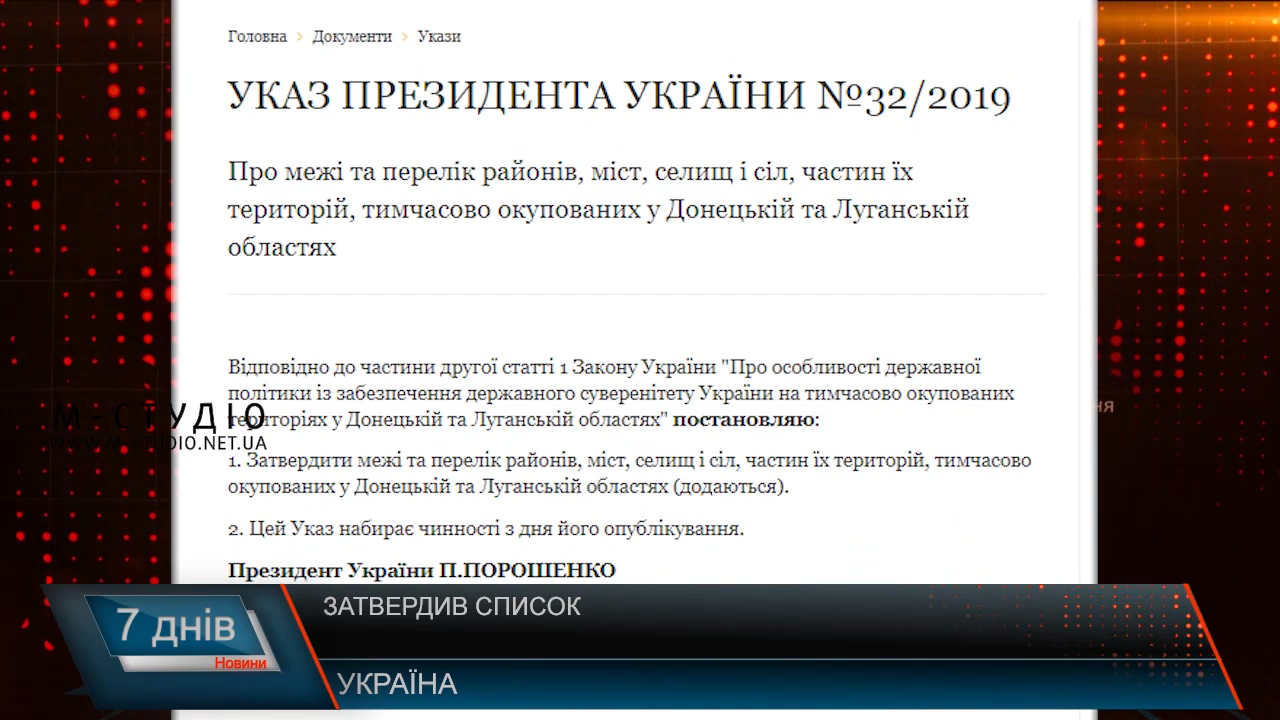 Головна › Документи › Укази
УКАЗ ПРЕЗИДЕНТА УКРАЇНИ №32/2019
Про межі та перелік районів, міст, селищ і сіл, частин їх
територій, тимчасово окупованих у Донецькій та Луганській
областях
Відповідно до частини другої статті 1 Закону України "Про особливості державної
політики із забезпечення державного суверенітету України на тимчасово окупованих
територіях у Донецькій та Луганській областях" постановляю:
М-СТУДІО
WWW.M-STUDIO.NET.UA
1. Затвердити межі та перелік районів, міст, селищ і сіл, частин їх територій, тимчасово
окупованих у Донецькій та Луганській областях (додаються).
2. Цей Указ набирає чинності з дня його опублікування.
Президент України П.ПОРОШЕНКО
ЗАТВЕРДИВ СПИСОК
7 днів
Новини
УКРАЇНА